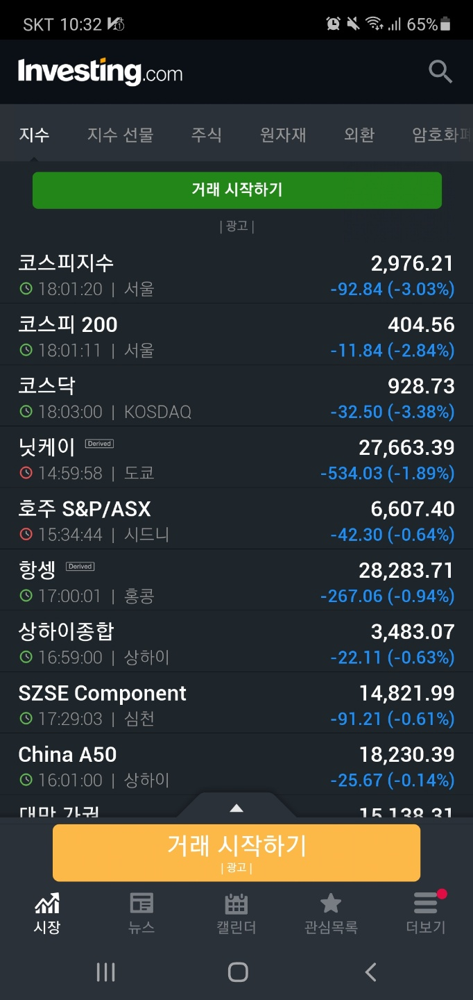 SKT 10:32
65%
Investing.com
지수 지수 선물 주식 원자재 외환 암호화폐
거래 시작하기
| 광고 |
코스피지수 2,976.21
18:01:20 | 서울 -92.84 (-3.03%)
코스피 200 404.56
18:01:11 | 서울 -11.84 (-2.84%)
코스닥 928.73
18:03:00 | KOSDAQ -32.50 (-3.38%)
닛케이 Derived 27,663.39
14:59:58 | 도쿄 -534.03 (-1.89%)
호주 S&P/ASX 6,607.40
15:34:44 | 시드니 -42.30 (-0.64%)
항셍 Derived 28,283.71
17:00:01 | 홍콩 -267.06 (-0.94%)
상하이종합 3,483.07
16:59:00 | 상하이 -22.11 (-0.63%)
SZSE Component 14,821.99
17:29:03 | 심천 -91.21 (-0.61%)
China A50 18,230.39
16:01:00 | 상하이 -25.67 (-0.14%)
대만 가권 15,138.31
거래 시작하기
| 광고 |
시장 뉴스 캘린더 관심목록 더보기